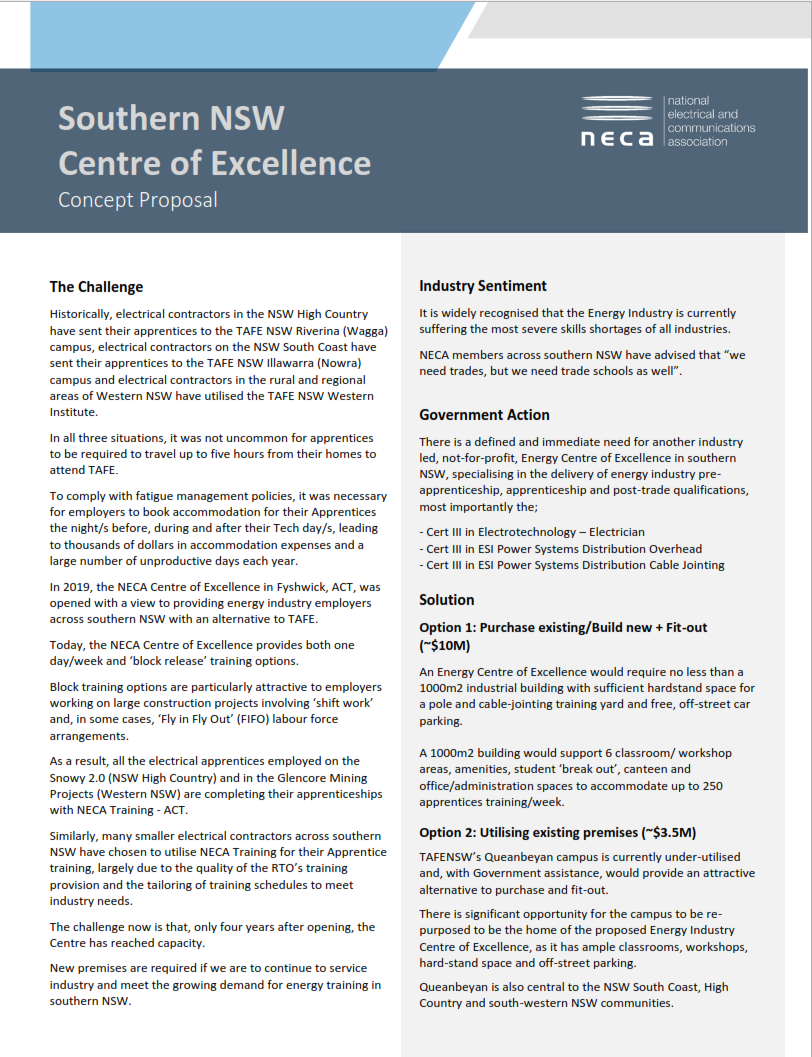 Southern NSW
Centre of Excellence
Concept Proposal
neca
national
electrical and
communications
association
The Challenge
Historically, electrical contractors in the NSW High Country
have sent their apprentices to the TAFE NSW Riverina (Wagga)
campus, electrical contractors on the NSW South Coast have
sent their apprentices to the TAFE NSW Illawarra (Nowra)
campus and electrical contractors in the rural and regional
areas of Western NSW have utilised the TAFE NSW Western
Institute.
In all three situations, it was not uncommon for apprentices
to be required to travel up to five hours from their homes to
attend TAFE.
To comply with fatigue management policies, it was necessary
for employers to book accommodation for their Apprentices
the night/s before, during and after their Tech day/s, leading
to thousands of dollars in accommodation expenses and a
large number of unproductive days each year.
In 2019, the NECA Centre of Excellence in Fyshwick, ACT, was
opened with a view to providing energy industry employers
across southern NSW with an alternative to TAFE.
Today, the NECA Centre of Excellence provides both one
day/week and ‘block release’ training options.
Block training options are particularly attractive to employers
working on large construction projects involving ‘shift work’
and, in some cases, ‘Fly in Fly Out’ (FIFO) labour force
arrangements.
As a result, all the electrical apprentices employed on the
Snowy 2.0 (NSW High Country) and in the Glencore Mining
Projects (Western NSW) are completing their apprenticeships
with NECA Training - ACT.
Similarly, many smaller electrical contractors across southern
NSW have chosen to utilise NECA Training for their Apprentice
training, largely due to the quality of the RTO’s training
provision and the tailoring of training schedules to meet
industry needs.
The challenge now is that, only four years after opening, the
Centre has reached capacity.
New premises are required if we are to continue to service
industry and meet the growing demand for energy training in
southern NSW.
Industry Sentiment
It is widely recognised that the Energy Industry is currently
suffering the most severe skills shortages of all industries.
NECA members across southern NSW have advised that “we
need trades, but we need trade schools as well”.
Government Action
There is a defined and immediate need for another industry
led, not-for-profit, Energy Centre of Excellence in southern
NSW, specialising in the delivery of energy industry pre-
apprenticeship, apprenticeship and post-trade qualifications,
most importantly the;
- Cert III in Electrotechnology – Electrician
- Cert III in ESI Power Systems Distribution Overhead
- Cert III in ESI Power Systems Distribution Cable Jointing
Solution
Option 1: Purchase existing/Build new + Fit-out
(~$10M)
An Energy Centre of Excellence would require no less than a
1000m2 industrial building with sufficient hardstand space for
a pole and cable-jointing training yard and free, off-street car
parking.
A 1000m2 building would support 6 classroom/ workshop
areas, amenities, student ‘break out’, canteen and
office/administration spaces to accommodate up to 250
apprentices training/week.
Option 2: Utilising existing premises (~$3.5M)
TAFENSW’s Queanbeyan campus is currently under-utilised
and, with Government assistance, would provide an attractive
alternative to purchase and fit-out.
There is significant opportunity for the campus to be re-
purposed to be the home of the proposed Energy Industry
Centre of Excellence, as it has ample classrooms, workshops,
hard-stand space and off-street parking.
Queanbeyan is also central to the NSW South Coast, High
Country and south-western NSW communities.